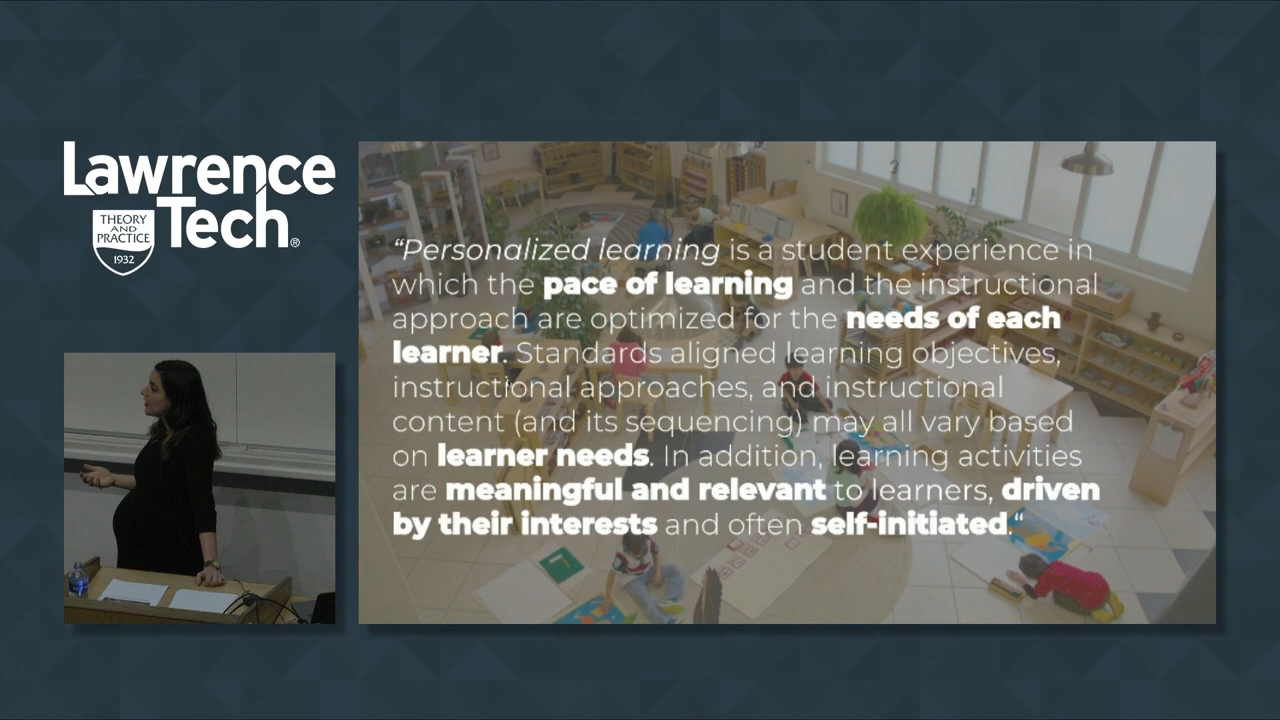 Lawrence
Tech®
THEORY
AND
PRACTICE
1932
“Personalized learning is a student experience in
which the pace of learning and the instructional
approach are optimized for the needs of each
learner. Standards aligned learning objectives,
instructional approaches, and instructional
content (and its sequencing) may all vary based
on learner needs. In addition, learning activities
are meaningful and relevant to learners, driven
by their interests and often self-initiated.“